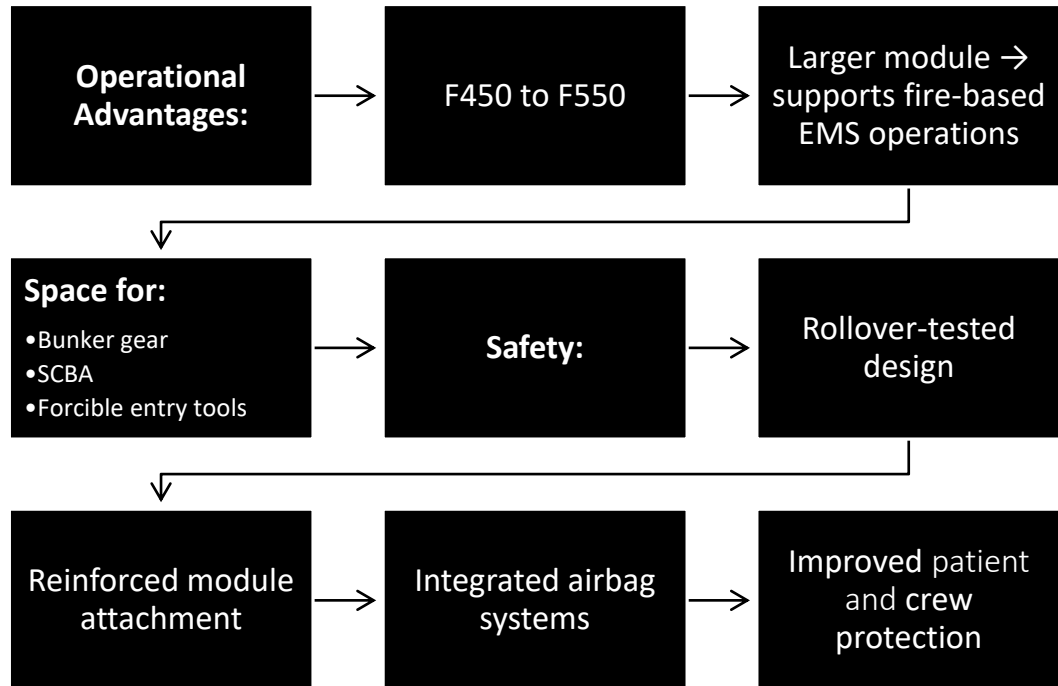 Operational
Advantages:
F450 to F550
Larger module →
supports fire-based
EMS operations
Space for:
•Bunker gear
•SCBA
•Forcible entry tools
Safety:
Rollover-tested
design
Reinforced module
attachment
Integrated airbag
systems
Improved patient
and crew
protection